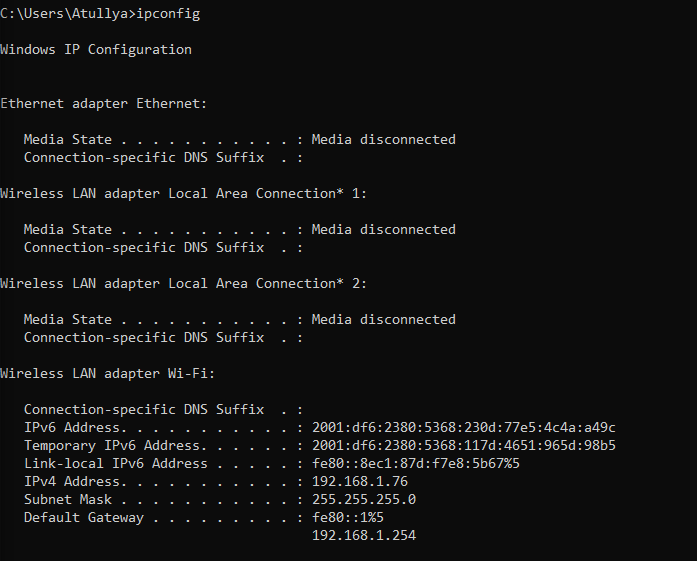 C:\Users\Atullya>ipconfig
Windows IP Configuration
Ethernet adapter Ethernet:
Media State . . . . . . . . . . . : Media disconnected
Connection-specific DNS Suffix  . :
Wireless LAN adapter Local Area Connection* 1:
Media State . . . . . . . . . . . : Media disconnected
Connection-specific DNS Suffix  . :
Wireless LAN adapter Local Area Connection* 2:
Media State . . . . . . . . . . . : Media disconnected
Connection-specific DNS Suffix  . :
Wireless LAN adapter Wi-Fi:
Connection-specific DNS Suffix  . :
IPv6 Address. . . . . . . . . . . : 2001:df6:2380:5368:230d:77e5:4c4a:a49c
Temporary IPv6 Address. . . . . . : 2001:df6:2380:5368:117d:4651:965d:98b5
Link-local IPv6 Address . . . . . : fe80::8ec1:87d:f7e8:5b67%5
IPv4 Address. . . . . . . . . . . : 192.168.1.76
Subnet Mask . . . . . . . . . . . : 255.255.255.0
Default Gateway . . . . . . . . . : fe80::1%5
192.168.1.254